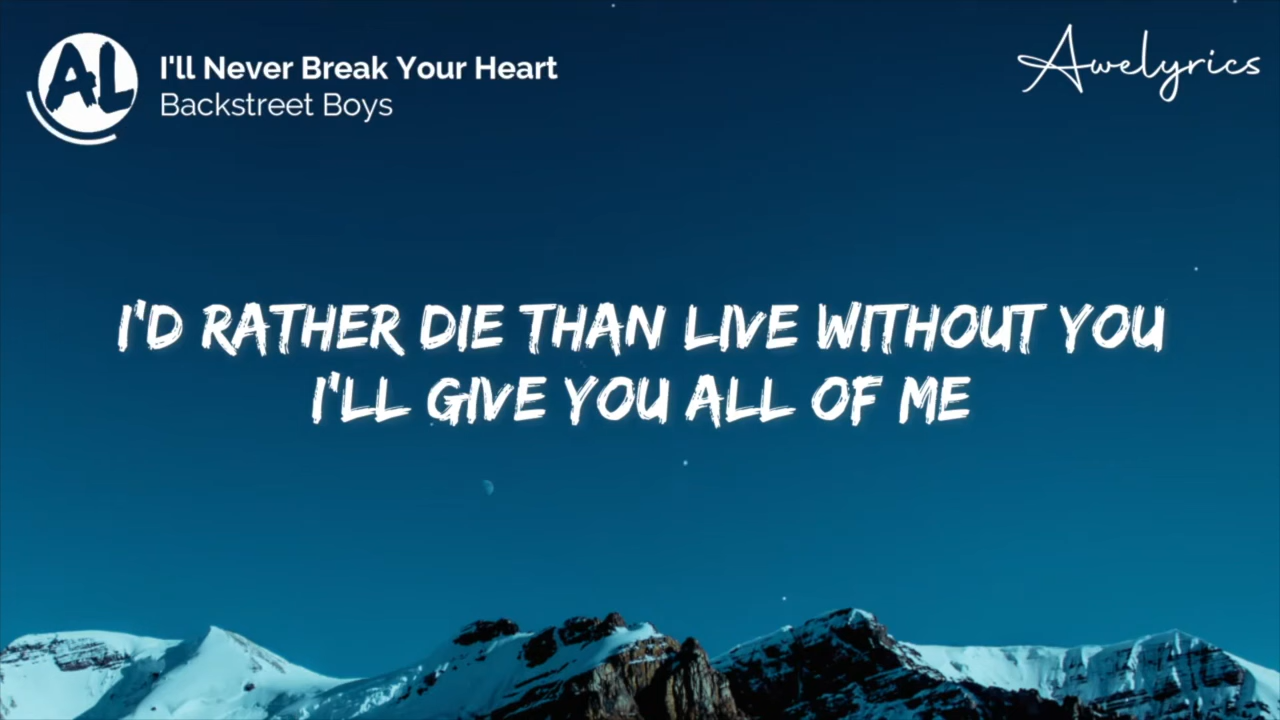 AL
I'll Never Break Your Heart
Backstreet Boys
Awelyrics
I'D RATHER DIE THAN LIVE WITHOUT YOU
I'LL GIVE YOU ALL OF ME